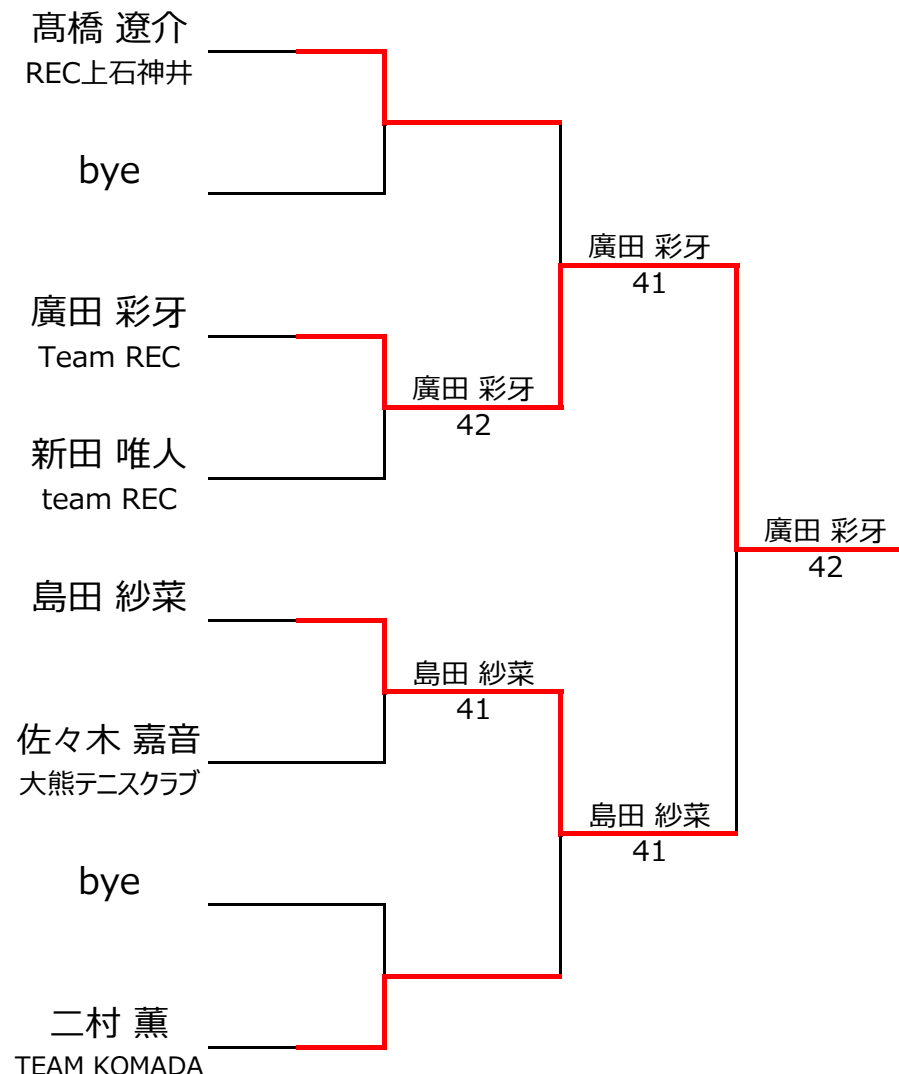 髙橋 遼介
REC上石神井
bye
廣田 彩牙
41
廣田 彩牙
Team REC
廣田 彩牙
42
新田 唯人
team REC
廣田 彩牙
42
島田 紗菜
島田 紗菜
41
佐々木 嘉音
大熊テニスクラブ
島田 紗菜
41
bye
二村 薫
TEAM KOMADA